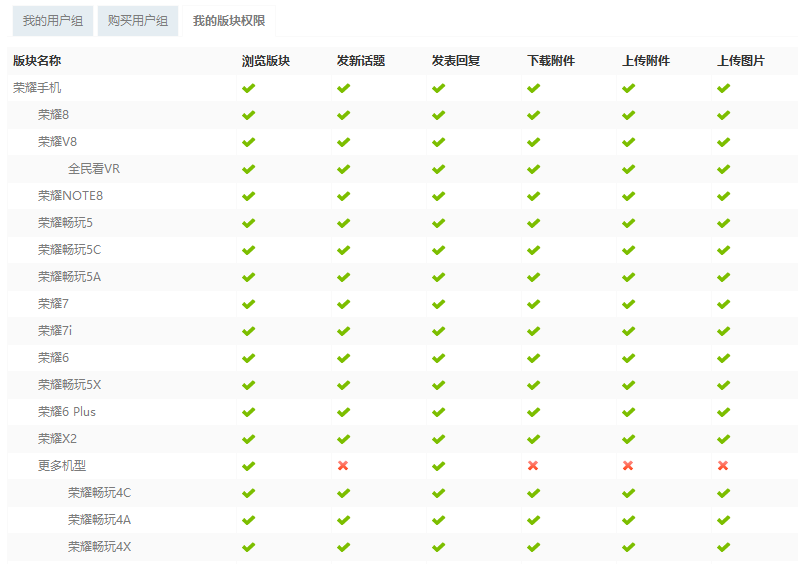 我的用户组 购买用户组 我的版块权限
版块名称 浏览版块 发新话题 发表回复 下载附件 上传附件 上传图片
荣耀手机
荣耀8
荣耀V8
全民看VR
荣耀NOTE8
荣耀畅玩5
荣耀畅玩5C
荣耀畅玩5A
荣耀7
荣耀7i
荣耀6
荣耀畅玩5X
荣耀6 Plus
荣耀X2
更多机型
荣耀畅玩4C
荣耀畅玩4A
荣耀畅玩4X